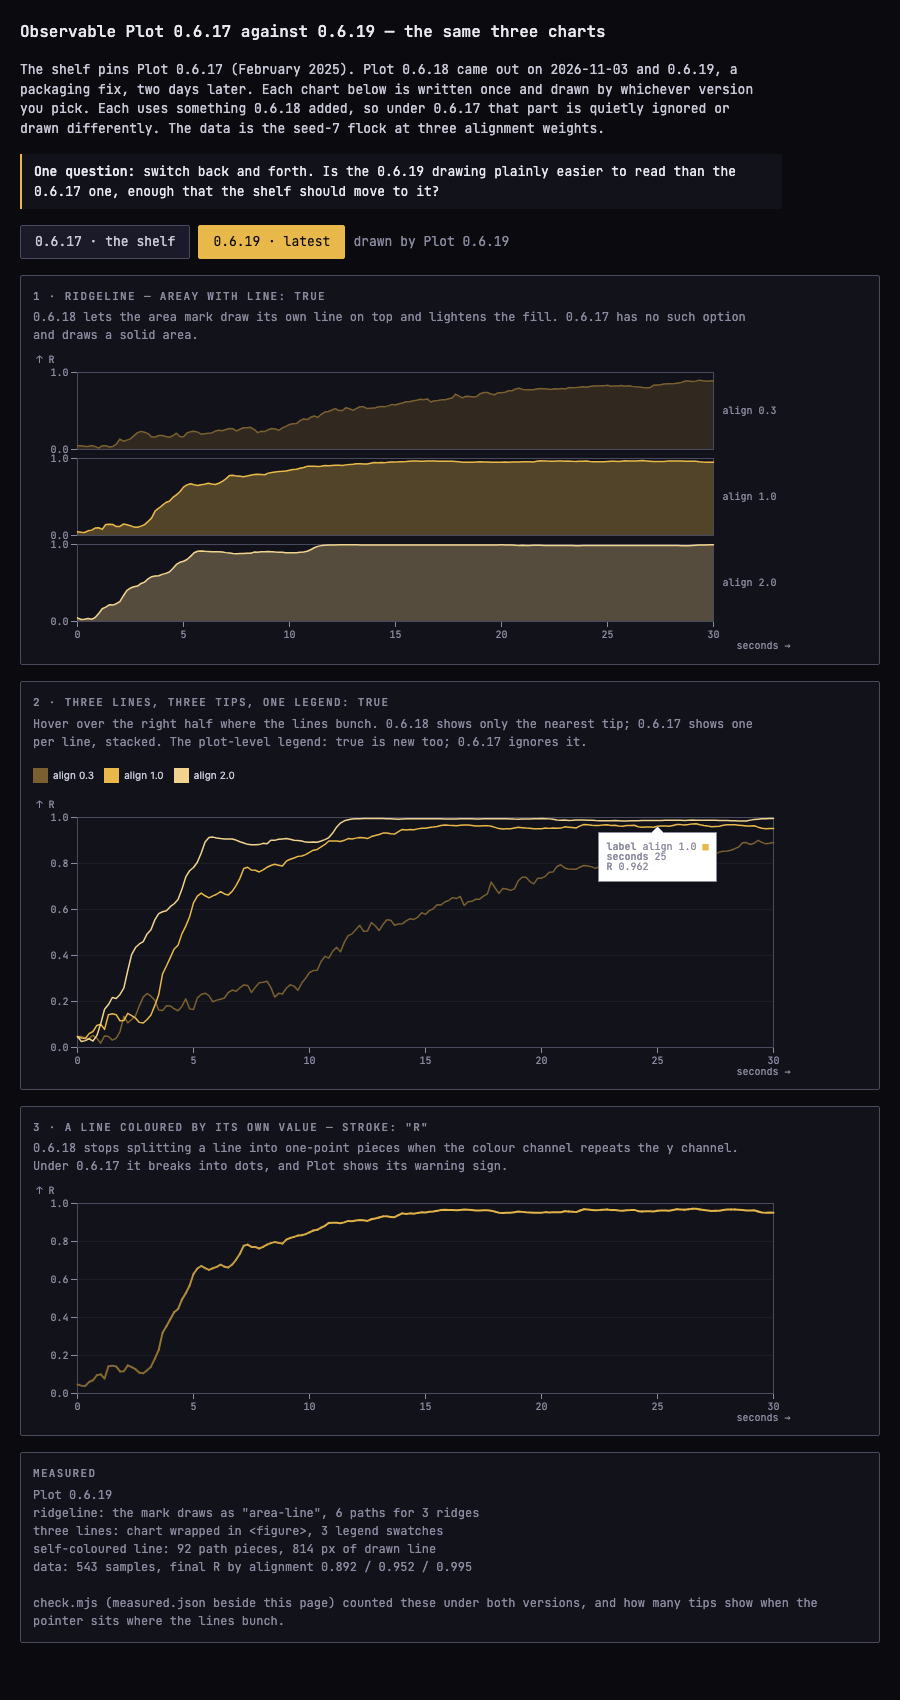 Observable Plot 0.6.17 against 0.6.19 — the same three charts
The shelf pins Plot 0.6.17 (February 2025). Plot 0.6.18 came out on 2026-11-03 and 0.6.19, a
packaging fix, two days later. Each chart below is written once and drawn by whichever version
you pick. Each uses something 0.6.18 added, so under 0.6.17 that part is quietly ignored or
drawn differently. The data is the seed-7 flock at three alignment weights.
One question: switch back and forth. Is the 0.6.19 drawing plainly easier to read than the
0.6.17 one, enough that the shelf should move to it?
0.6.17 · the shelf 0.6.19 · latest drawn by Plot 0.6.19
1 · RIDGELINE — AREAY WITH LINE: TRUE
0.6.18 lets the area mark draw its own line on top and lightens the fill. 0.6.17 has no such option
and draws a solid area.
↑ R
1.0
align 0.3
0.0
1.0
align 1.0
0.0
1.0
align 2.0
0.0
0 5 10 15 20 25 30
seconds →
2 · THREE LINES, THREE TIPS, ONE LEGEND: TRUE
Hover over the right half where the lines bunch. 0.6.18 shows only the nearest tip; 0.6.17 shows one
per line, stacked. The plot-level legend: true is new too; 0.6.17 ignores it.
align 0.3 align 1.0 align 2.0
↑ R
1.0
label align 1.0
seconds 25
R 0.962
0.8
0.6
0.4
0.2
0.0
0 5 10 15 20 25 30
seconds →
3 · A LINE COLOURED BY ITS OWN VALUE — STROKE: "R"
0.6.18 stops splitting a line into one-point pieces when the colour channel repeats the y channel.
Under 0.6.17 it breaks into dots, and Plot shows its warning sign.
↑ R
1.0
0.8
0.6
0.4
0.2
0.0
0 5 10 15 20 25 30
seconds →
MEASURED
Plot 0.6.19
ridgeline: the mark draws as "area-line", 6 paths for 3 ridges
three lines: chart wrapped in <figure>, 3 legend swatches
self-coloured line: 92 path pieces, 814 px of drawn line
data: 543 samples, final R by alignment 0.892 / 0.952 / 0.995
check.mjs (measured.json beside this page) counted these under both versions, and how many tips show when the
pointer sits where the lines bunch.